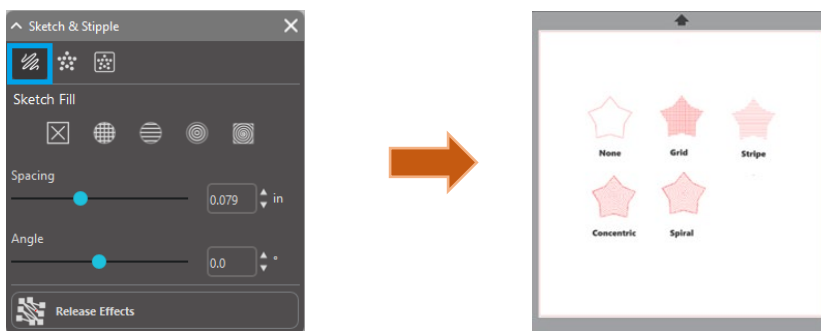 Sketch & Stipple
Sketch Fill
Spacing
0.079 in
Angle
0.0 °
Release Effects
None Grid Stripe
Concentric Spiral